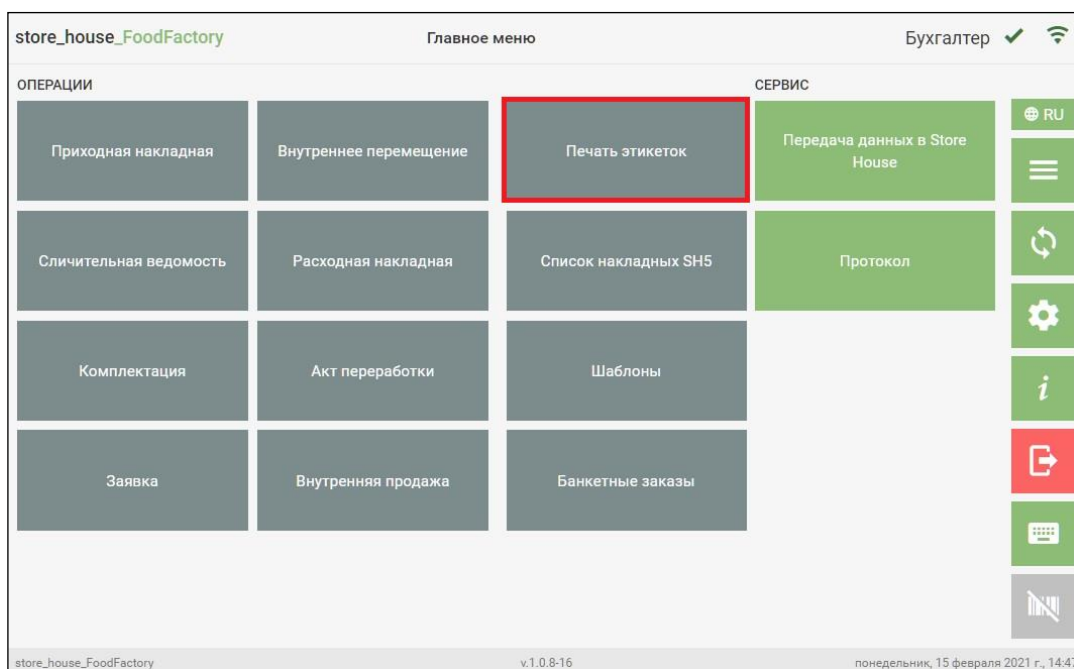 store_house_FoodFactory
Главное меню
Бухгалтер
ОПЕРАЦИИ
СЕРВИС
Приходная накладная
Внутреннее перемещение
Печать этикеток
Передача данных в Store
House
RU
Сличительная ведомость
Расходная накладная
Список накладных SH5
Протокол
Комплектация
Акт переработки
Шаблоны
i
Заявка
Внутренняя продажа
Банкетные заказы
store_house_FoodFactory
v.1.0.8-16
понедельник, 15 февраля 2021 г., 14:47